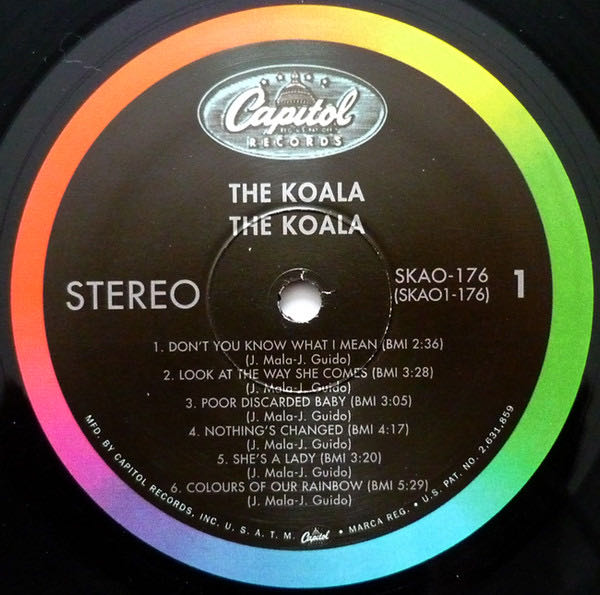 Capitol
RECORDS
THE KOALA
THE KOALA
STEREO
SKAO-176
(SKAO1-176)
1
1. DON'T YOU KNOW WHAT I MEAN (BMI 2:36)
(J. Mala-J. Guido)
2. LOOK AT THE WAY SHE COMES (BMI 3:28)
(J. Mala-J. Guido)
3. POOR DISCARDED BABY (BMI 3:05)
(J. Mala-J. Guido)
4. NOTHING'S CHANGED (BMI 4:17)
(J. Mala-J. Guido)
5. SHE'S A LADY (BMI 3:20)
(J. Mala-J. Guido)
6. COLOURS OF OUR RAINBOW (BMI 5:29)
(J. Mala-J. Guido)
MFD. BY CAPITOL RECORDS, INC. U. S. A. T. M. • Capitol • MARCA REG. • U.S. PAT. NO. 2,631,859